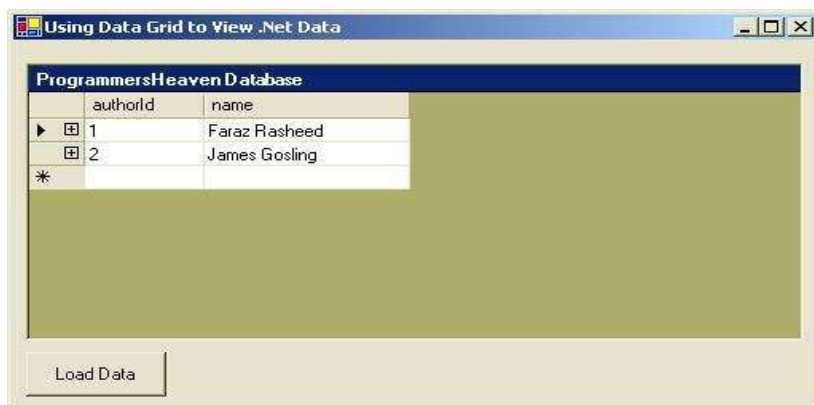 Using Data Grid to View .Net Data
ProgrammersHeaven Database
authorId name
1 Faraz Rasheed
2 James Gosling
*
Load Data